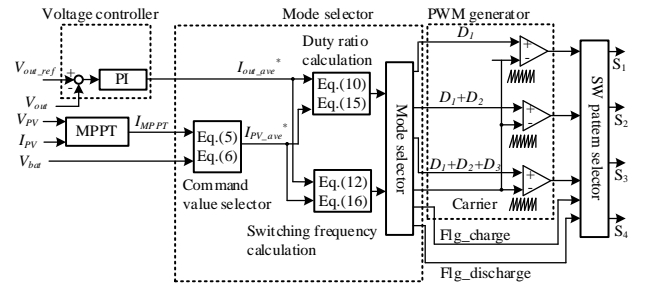 Voltage controller
Mode selector
PWM generator
V_out_ref
+
-
PI
V_out
I_out_ave*
Duty ratio
calculation
Eq.(10)
Eq.(15)
D_1
+
-
V_PV
I_PV
MPPT
I_MPPT
V_bat
Eq.(5)
Eq.(6)
I_PV_ave*
Command
value selector
Eq.(12)
Eq.(16)
Switching frequency
calculation
Mode selector
D_1+D_2
+
-
D_1+D_2+D_3
+
-
Carrier
Flg_charge
Flg_discharge
SW pattern selector
S_1
S_2
S_3
S_4